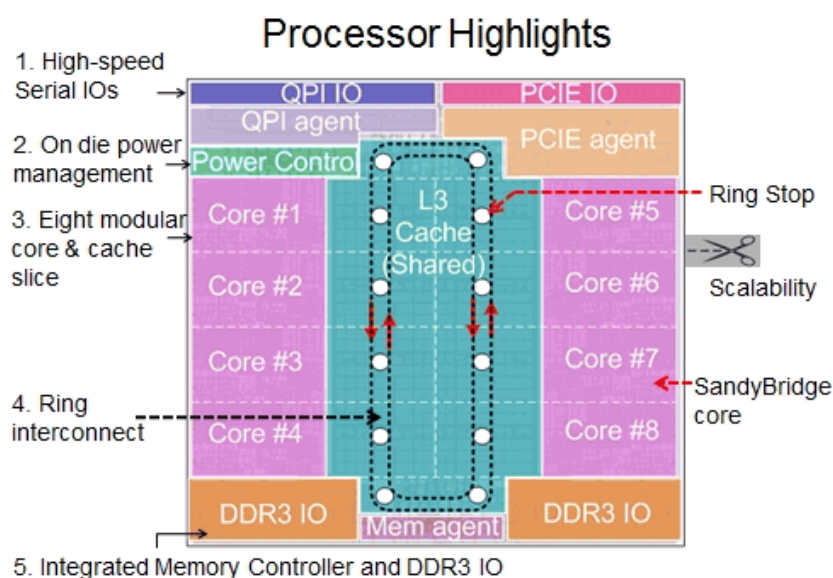 Processor Highlights
1. High-speed
Serial IOs
QPI IO
PCIE IO
QPI agent
PCIE agent
2. On die power
management
Power Control
3. Eight modular
core & cache
slice
Core #1
L3
Cache
(Shared)
Core #5
Ring Stop
Core #2
Core #6
Scalability
Core #3
Core #7
SandyBridge
core
4. Ring
interconnect
Core #4
Core #8
DDR3 IO
Mem agent
DDR3 IO
5. Integrated Memory Controller and DDR3 IO